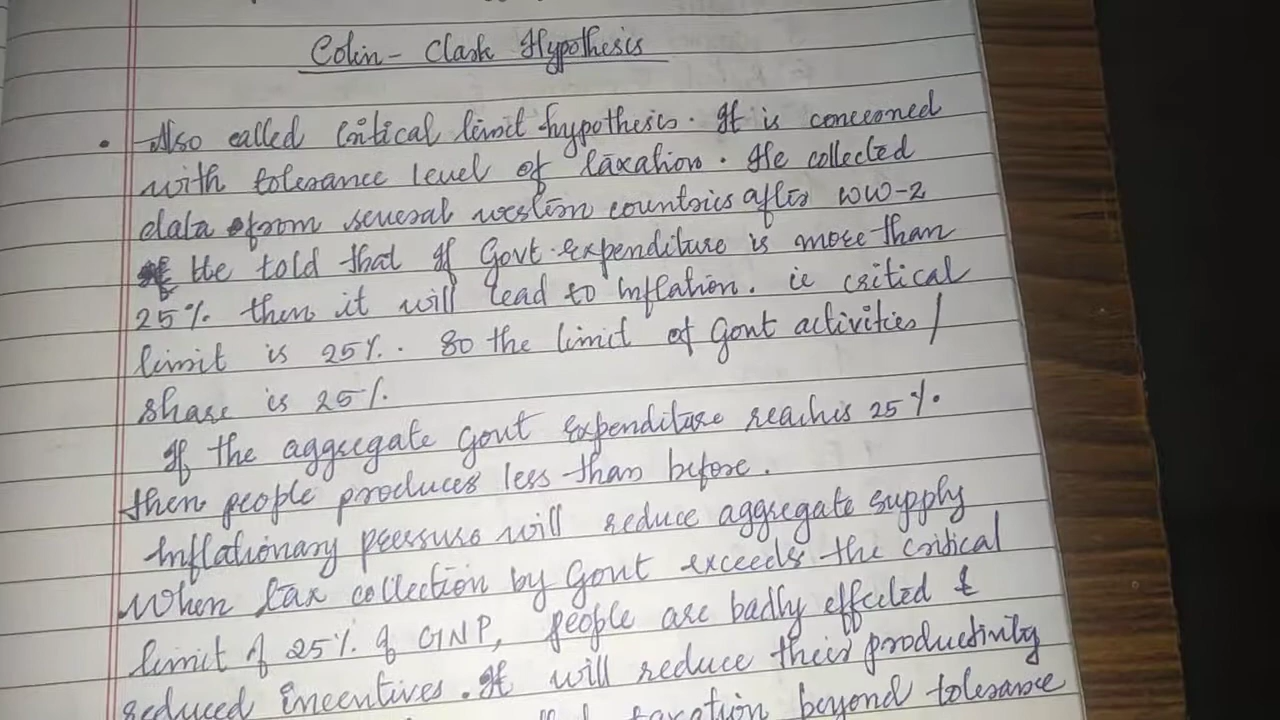 Colin - Clark Hypothesis
• Also called Critical limit hypothesis. It is concerned
with tolerance level of taxation. He collected
data from several western countries after WW-2
He told that if Govt. expenditure is more than
25% then it will lead to inflation. ie critical
limit is 25%. So the limit of Govt activities /
share is 25%.
If the aggregate Govt Expenditure reaches 25%.
then people produces less than before.
Inflationary pressure will reduce aggregate supply
When tax collection by Govt exceeds the critical
limit of 25% of GNP, people are badly effected &
reduced incentives. It will reduce their productivity
taxation beyond tolerance